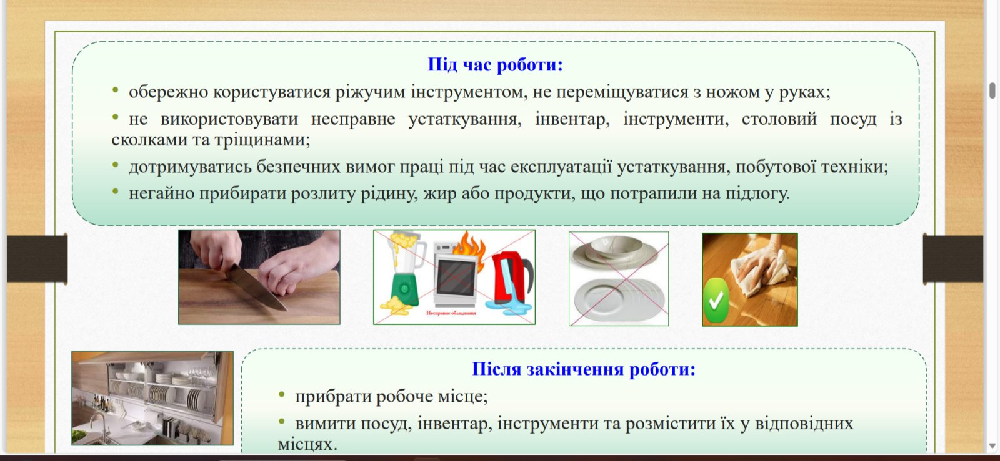 Під час роботи:
• обережно користуватися ріжучим інструментом, не переміщуватися з ножом у руках;
• не використовувати несправне устаткування, інвентар, інструменти, столовий посуд із
сколками та тріщинами;
• дотримуватись безпечних вимог праці під час експлуатації устаткування, побутової техніки;
• негайно прибирати розлиту рідину, жир або продукти, що потрапили на підлогу.
Несправне обладнання
Після закінчення роботи:
• прибрати робоче місце;
• вимити посуд, інвентар, інструменти та розмістити їх у відповідних
місцях.